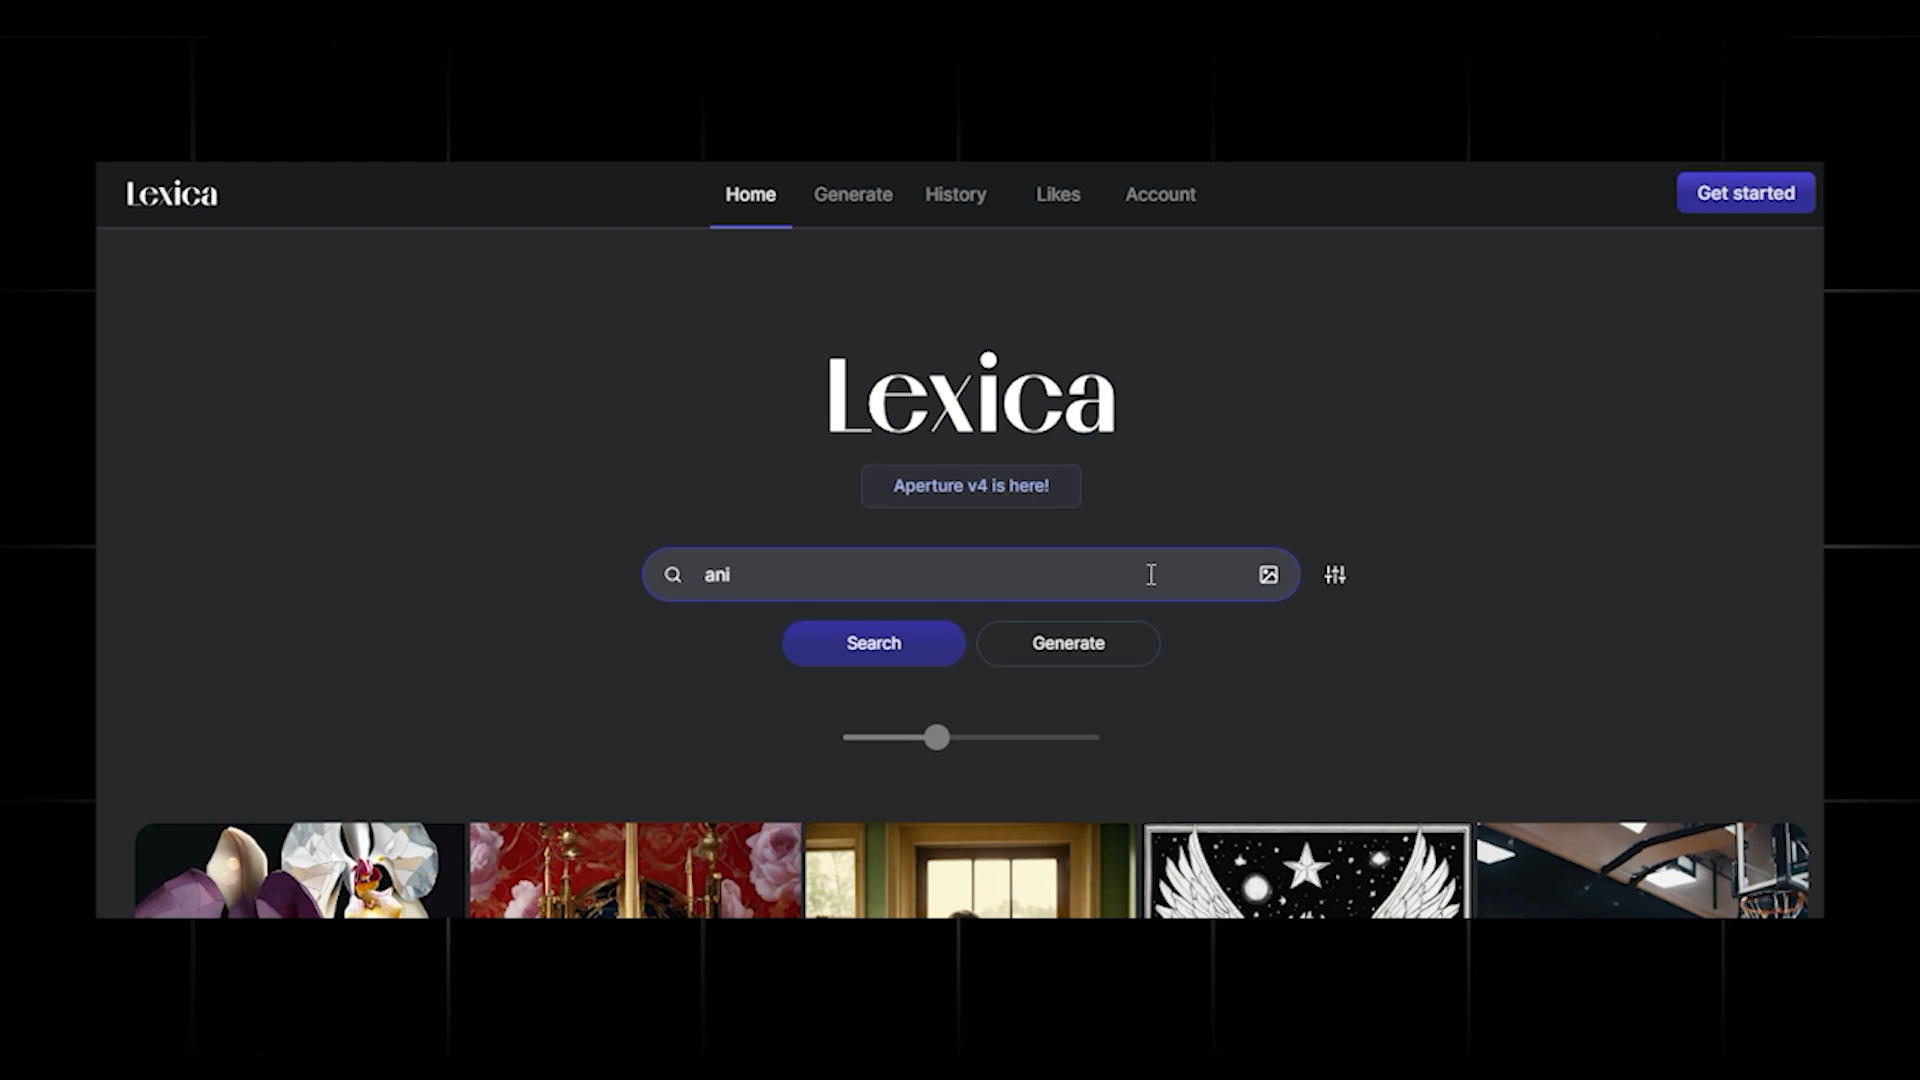 Lexica
Home Generate History Likes Account
Get started
Lexica
Aperture v4 is here!
ani
Search
Generate